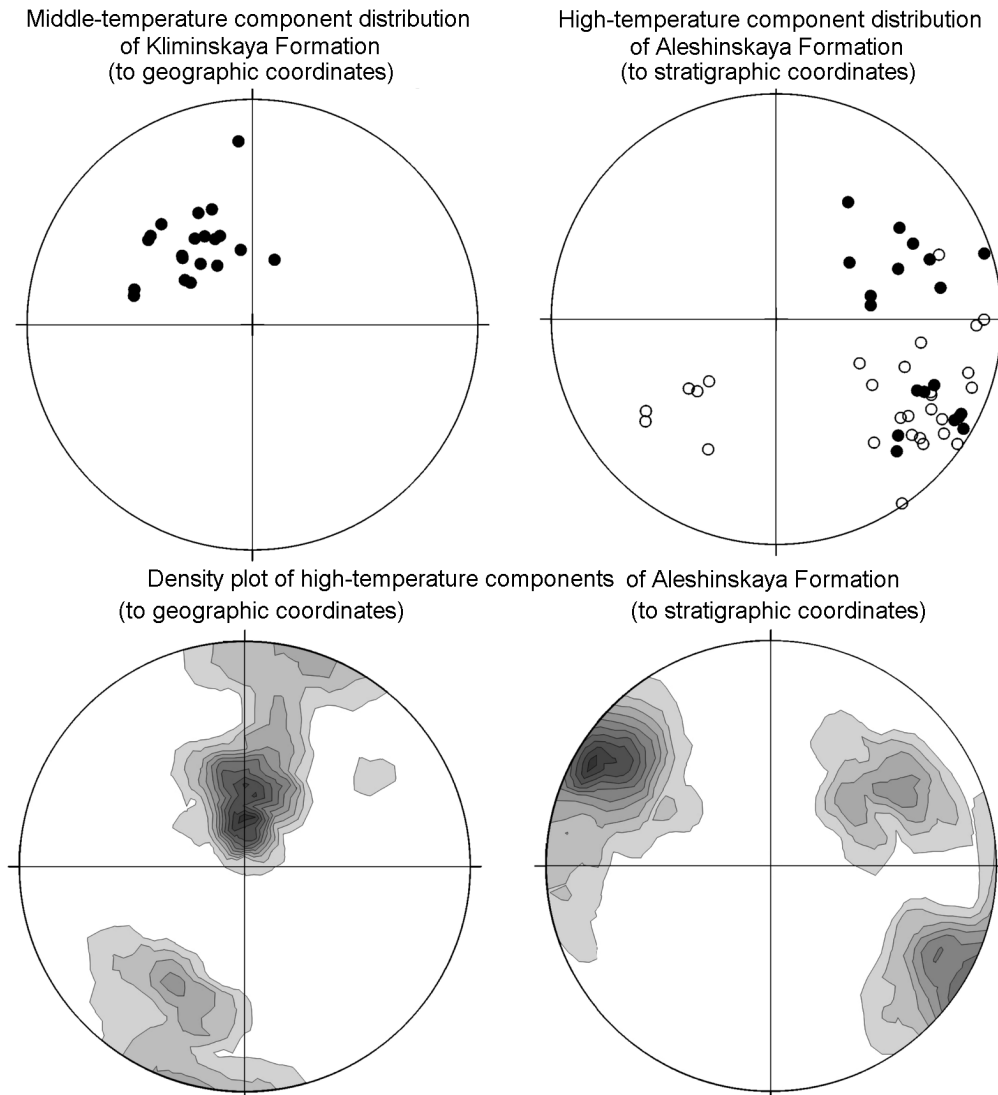 Middle-temperature component distribution
of Kliminskaya Formation
(to geographic coordinates)
High-temperature component distribution
of Aleshinskaya Formation
(to stratigraphic coordinates)
Density plot of high-temperature components of Aleshinskaya Formation
(to geographic coordinates)
(to stratigraphic coordinates)